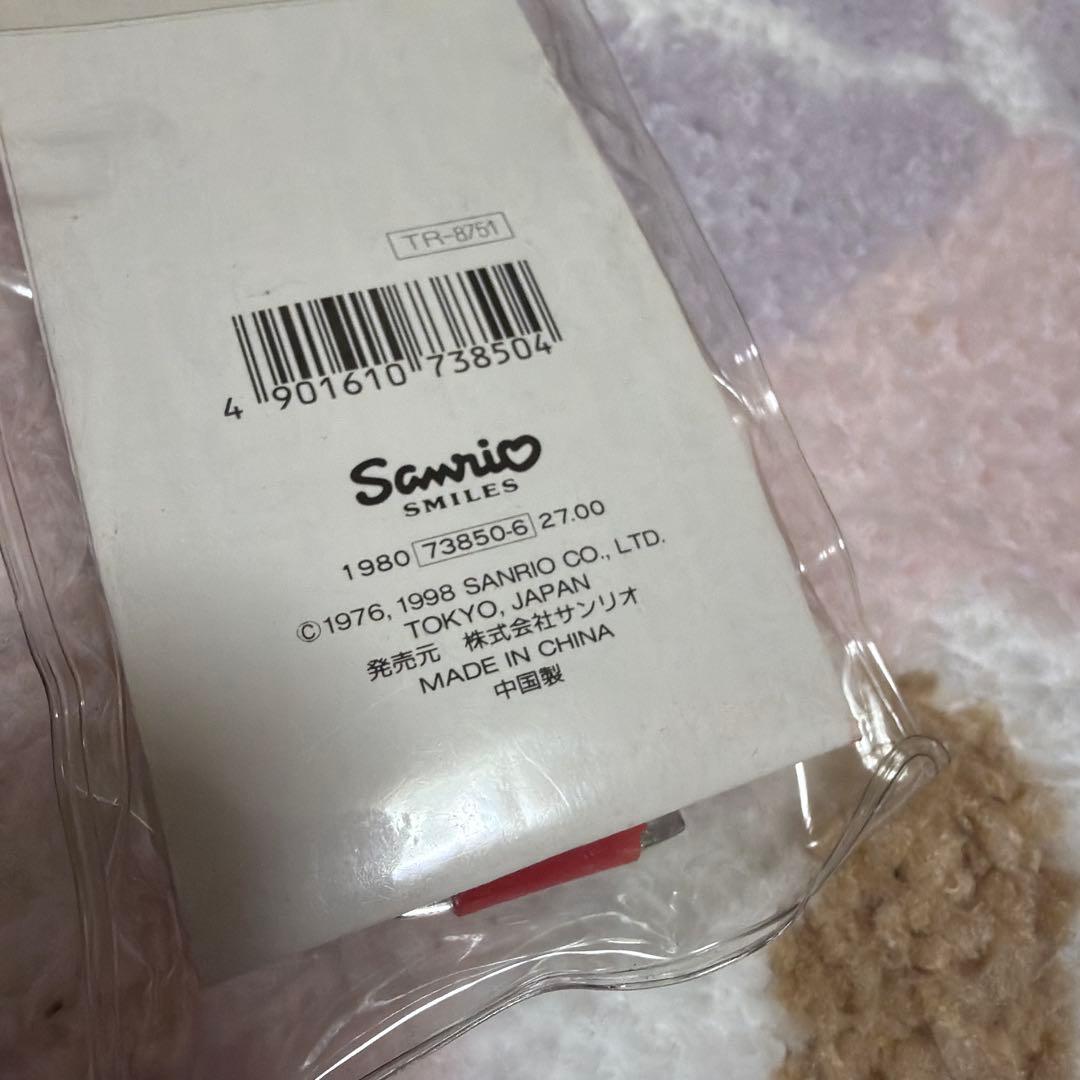 TR-8751
4 901610 738504
Sanrio
SMILES
1980 73850-6 27.00
©1976, 1998 SANRIO CO., LTD.
TOKYO, JAPAN
発売元 株式会社サンリオ
MADE IN CHINA
中国製